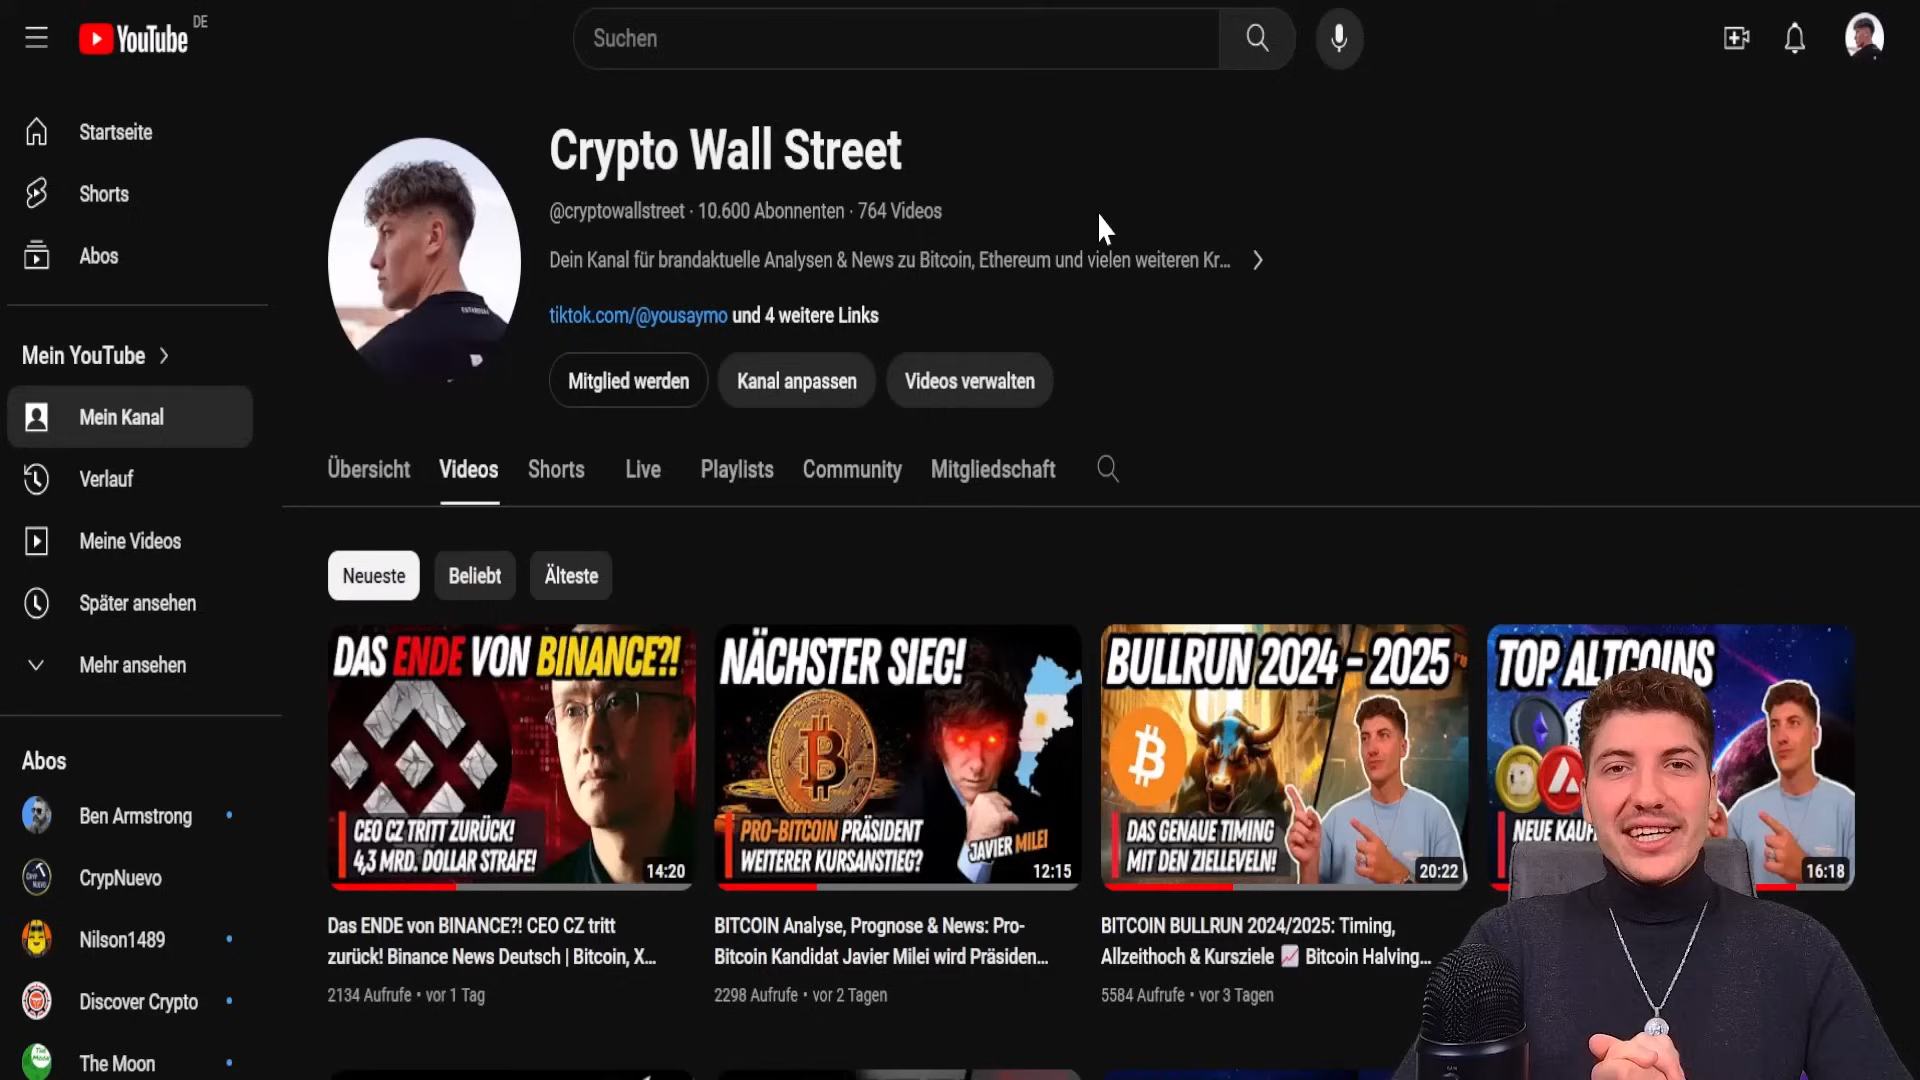 YouTube DE
Suchen
Startseite
Shorts
Abos
Mein YouTube
Mein Kanal
Verlauf
Meine Videos
Später ansehen
Mehr ansehen
Abos
Ben Armstrong
CrypNuevo
Nilson1489
Discover Crypto
The Moon
Crypto Wall Street
@cryptowallstreet · 10.600 Abonnenten · 764 Videos
Dein Kanal für brandaktuelle Analysen & News zu Bitcoin, Ethereum und vielen weiteren Kr...
tiktok.com/@yousaymo und 4 weitere Links
Mitglied werden
Kanal anpassen
Videos verwalten
Übersicht
Videos
Shorts
Live
Playlists
Community
Mitgliedschaft
Neueste
Beliebt
Älteste
DAS ENDE VON BINANCE?!
CEO CZ TRITT ZURÜCK!
4,3 MRD. DOLLAR STRAFE!
14:20
Das ENDE von BINANCE?! CEO CZ tritt
zurück! Binance News Deutsch | Bitcoin, X...
2134 Aufrufe • vor 1 Tag
NÄCHSTER SIEG!
PRO-BITCOIN PRÄSIDENT
WEITERER KURSANSTIEG?
JAVIER MILEI
12:15
BITCOIN Analyse, Prognose & News: Pro-
Bitcoin Kandidat Javier Milei wird Präsiden...
2298 Aufrufe • vor 2 Tagen
BULLRUN 2024 - 2025
DAS GENAUE TIMING
MIT DEN ZIELLEVELN!
20:22
BITCOIN BULLRUN 2024/2025: Timing,
Allzeithoch & Kursziele 📈 Bitcoin Halving...
5584 Aufrufe • vor 3 Tagen
TOP ALTCOINS
NEUE KAUF
16:18